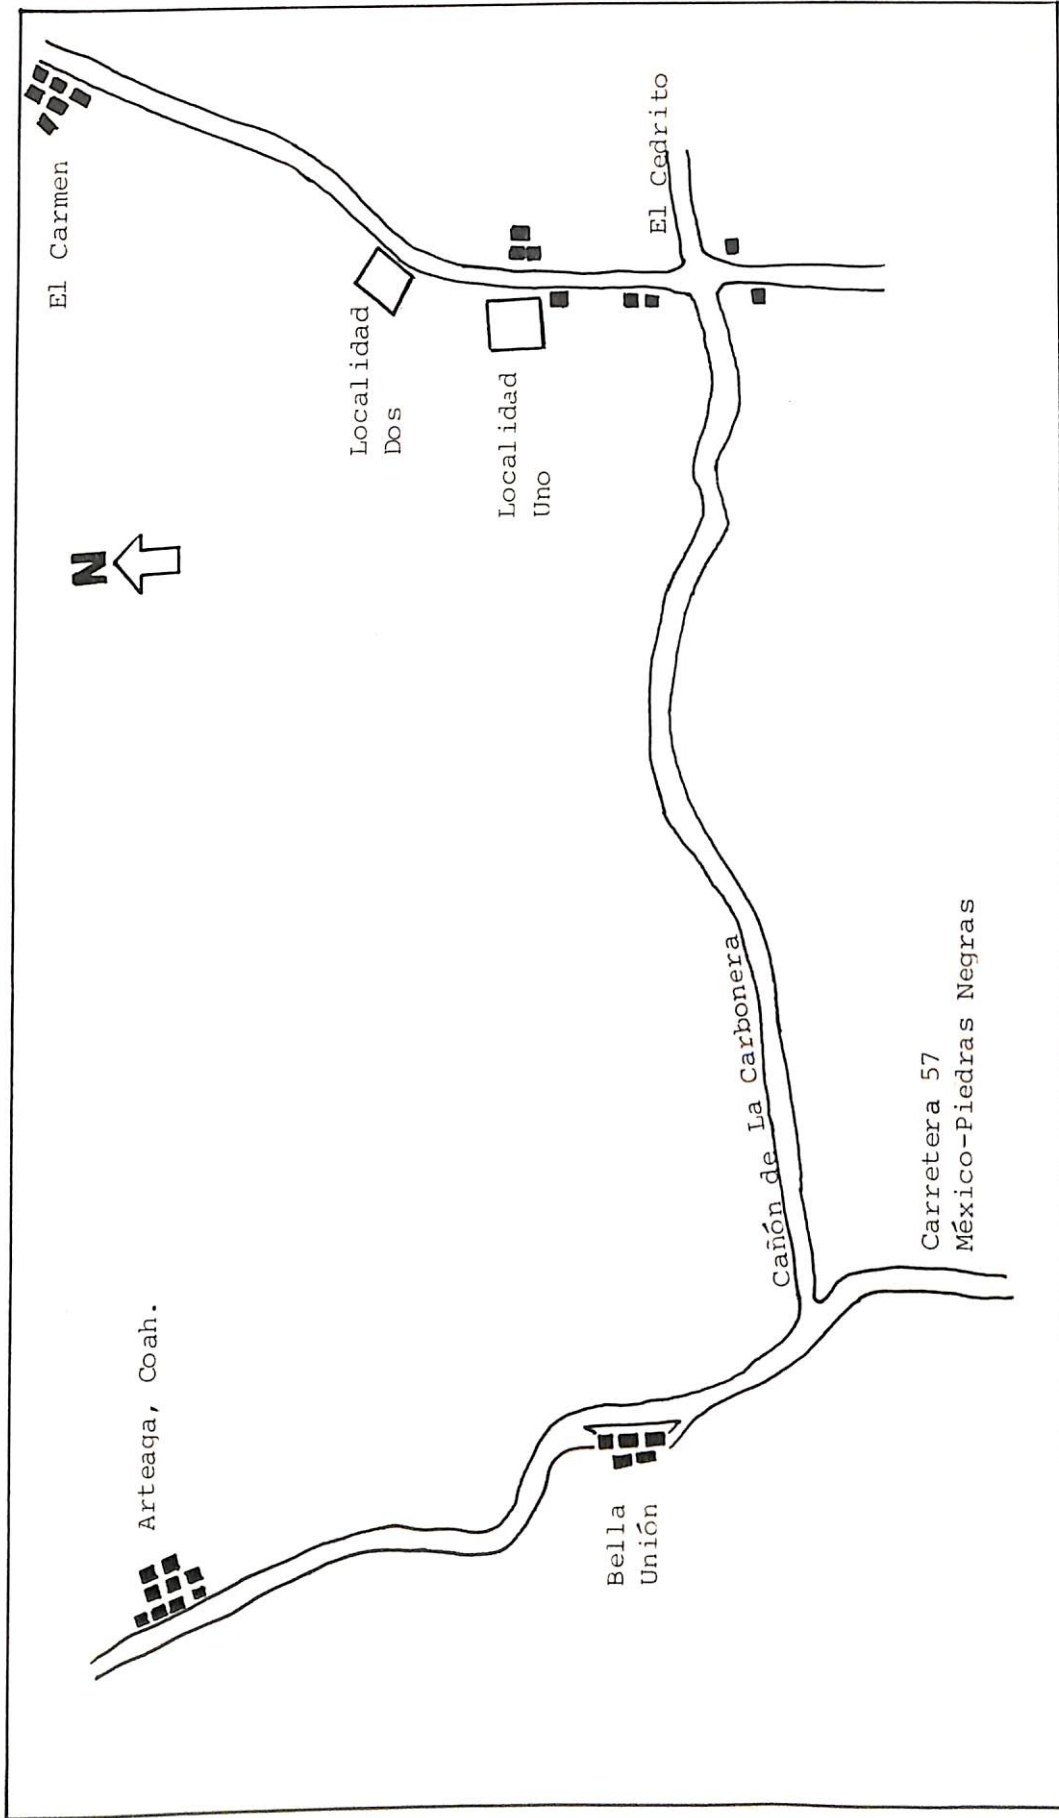 El Carmen
N
Arteaga, Coah.
Localidad
Dos
Localidad
Uno
Bella
Unión
El Cedrito
Cañón de La Carbonera
Carretera 57
México-Piedras Negras